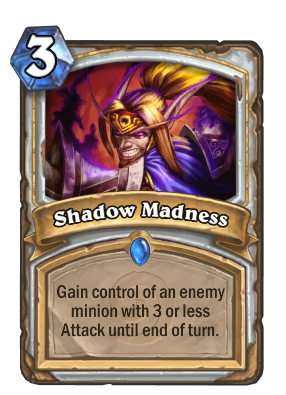 3
Shadow Madness
Gain control of an enemy
minion with 3 or less
Attack until end of turn.